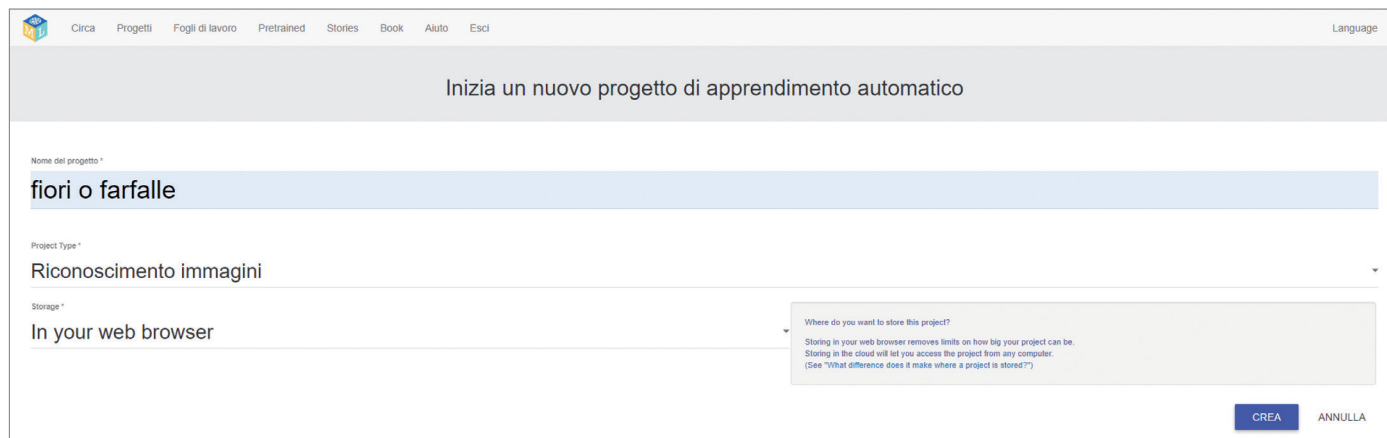 Circa Progetti Fogli di lavoro Pretrained Stories Book Aiuto Esci Language
Inizia un nuovo progetto di apprendimento automatico
Nome del progetto *
fiori o farfalle
Project Type *
Riconoscimento immagini
Storage *
In your web browser
Where do you want to store this project?
Storing in your web browser removes limits on how big your project can be.
Storing in the cloud will let you access the project from any computer.
(See "What difference does it make where a project is stored?")
CREA ANNULLA